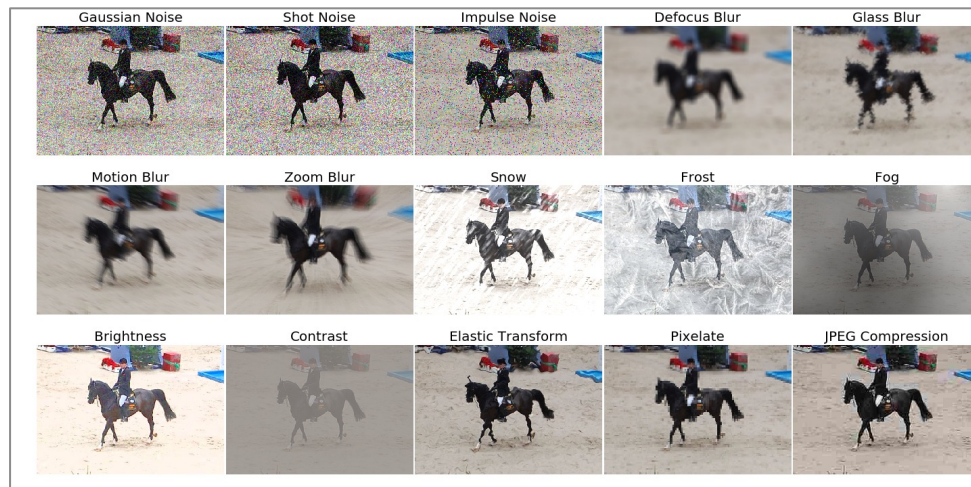 Gaussian Noise
Shot Noise
Impulse Noise
Defocus Blur
Glass Blur
Motion Blur
Zoom Blur
Snow
Frost
Fog
Brightness
Contrast
Elastic Transform
Pixelate
JPEG Compression